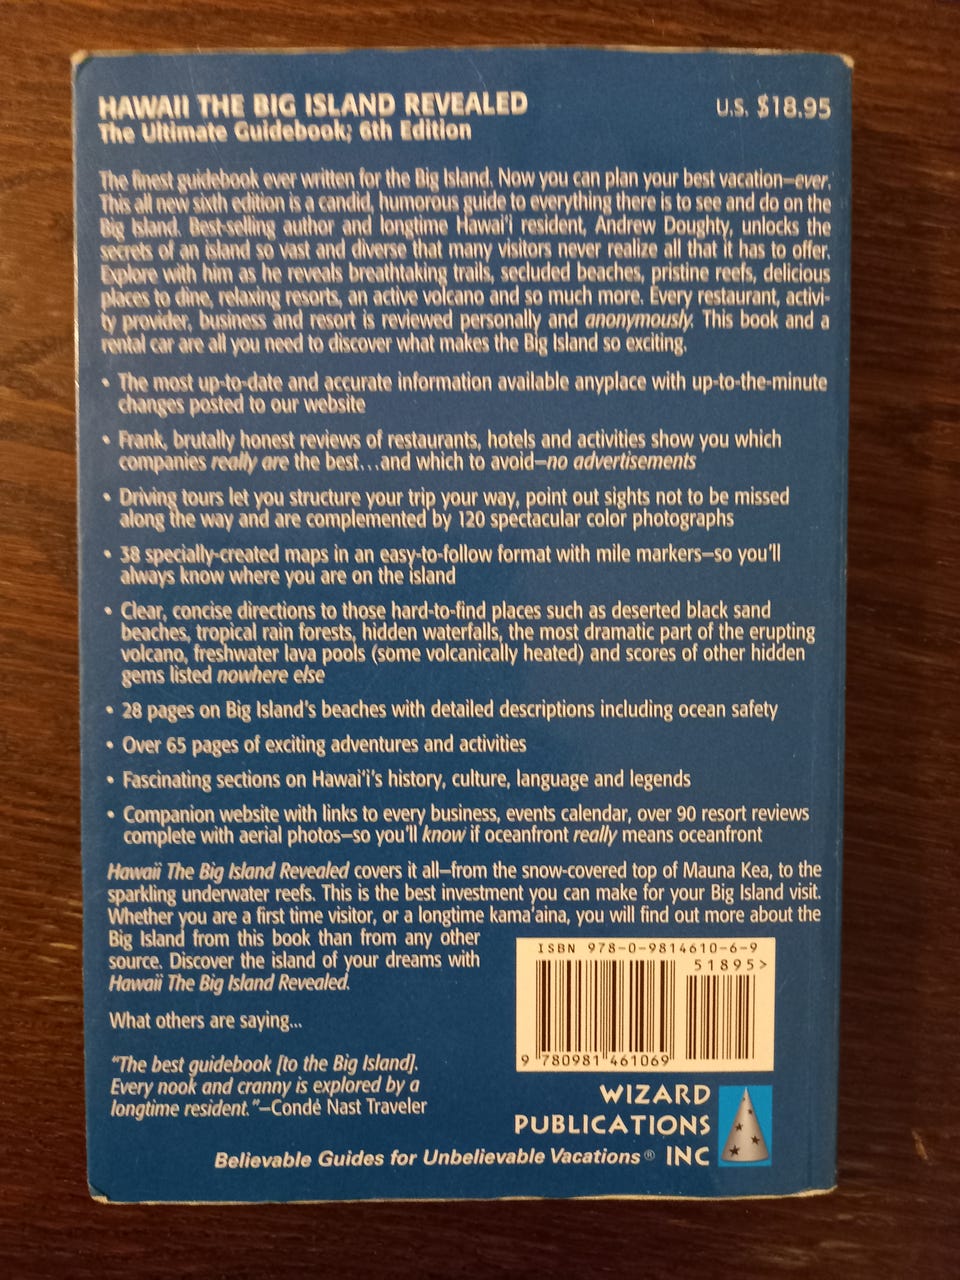 HAWAII THE BIG ISLAND REVEALED
U.S. $18.95
The Ultimate Guidebook; 6th Edition
The finest guidebook ever written for the Big Island. Now you can plan your best vacation—ever.
This all new sixth edition is a candid, humorous guide to everything there is to see and do on the
Big Island. Best-selling author and longtime Hawai'i resident, Andrew Doughty, unlocks the
secrets of an island so vast and diverse that many visitors never realize all that it has to offer.
Explore with him as he reveals breathtaking trails, secluded beaches, pristine reefs, delicious
places to dine, relaxing resorts, an active volcano and so much more. Every restaurant, activi-
ty provider, business and resort is reviewed personally and anonymously. This book and a
rental car are all you need to discover what makes the Big Island so exciting.
• The most up-to-date and accurate information available anyplace with up-to-the-minute
changes posted to our website
• Frank, brutally honest reviews of restaurants, hotels and activities show you which
companies really are the best...and which to avoid—no advertisements
• Driving tours let you structure your trip your way, point out sights not to be missed
along the way and are complemented by 120 spectacular color photographs
• 38 specially-created maps in an easy-to-follow format with mile markers—so you'll
always know where you are on the island
• Clear, concise directions to those hard-to-find places such as deserted black sand
beaches, tropical rain forests, hidden waterfalls, the most dramatic part of the erupting
volcano, freshwater lava pools (some volcanically heated) and scores of other hidden
gems listed nowhere else
• 28 pages on Big Island's beaches with detailed descriptions including ocean safety
• Over 65 pages of exciting adventures and activities
• Fascinating sections on Hawai'i's history, culture, language and legends
• Companion website with links to every business, events calendar, over 90 resort reviews
complete with aerial photos—so you'll know if oceanfront really means oceanfront
Hawaii The Big Island Revealed covers it all—from the snow-covered top of Mauna Kea, to the
sparkling underwater reefs. This is the best investment you can make for your Big Island visit.
Whether you are a first time visitor, or a longtime kama'aina, you will find out more about the
Big Island from this book than from any other
source. Discover the island of your dreams with
Hawaii The Big Island Revealed.
What others are saying...
"The best guidebook [to the Big Island].
Every nook and cranny is explored by a
longtime resident."—Condé Nast Traveler
ISBN 978-0-9814610-6-9
51895>
9 780981 461069
WIZARD
PUBLICATIONS
INC
Believable Guides for Unbelievable Vacations®